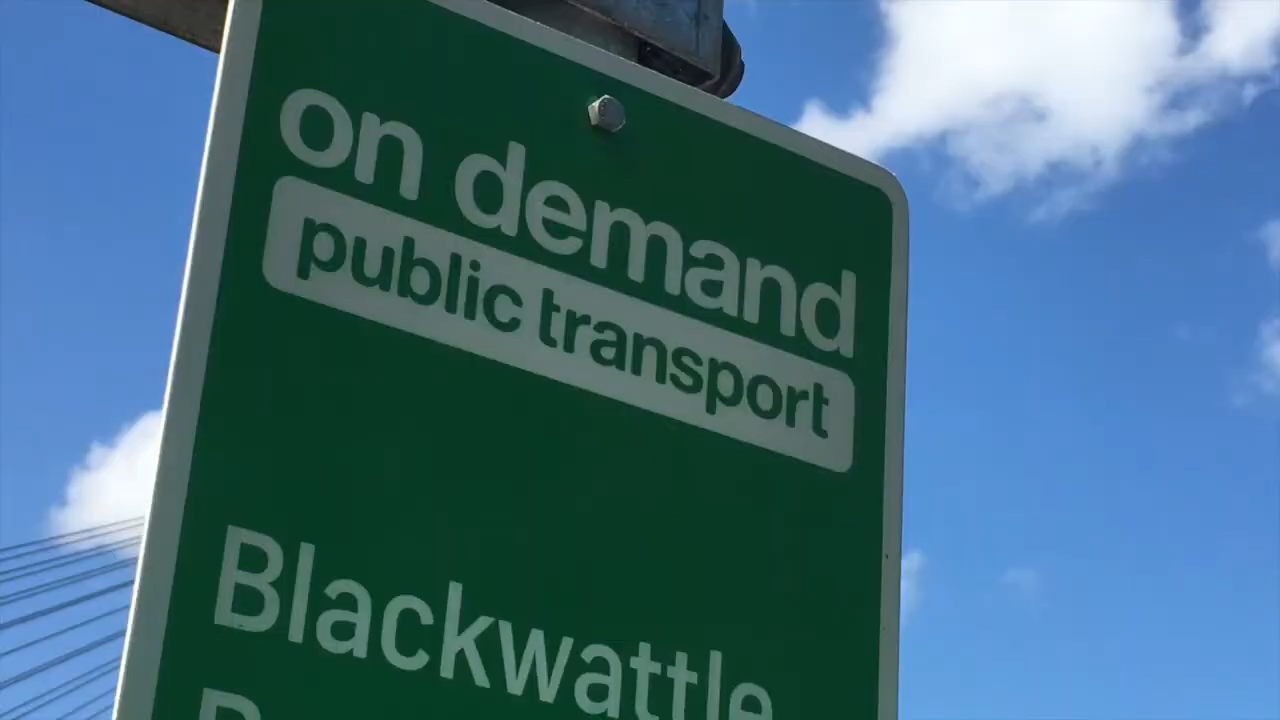 on demand
public transport
Blackwattle